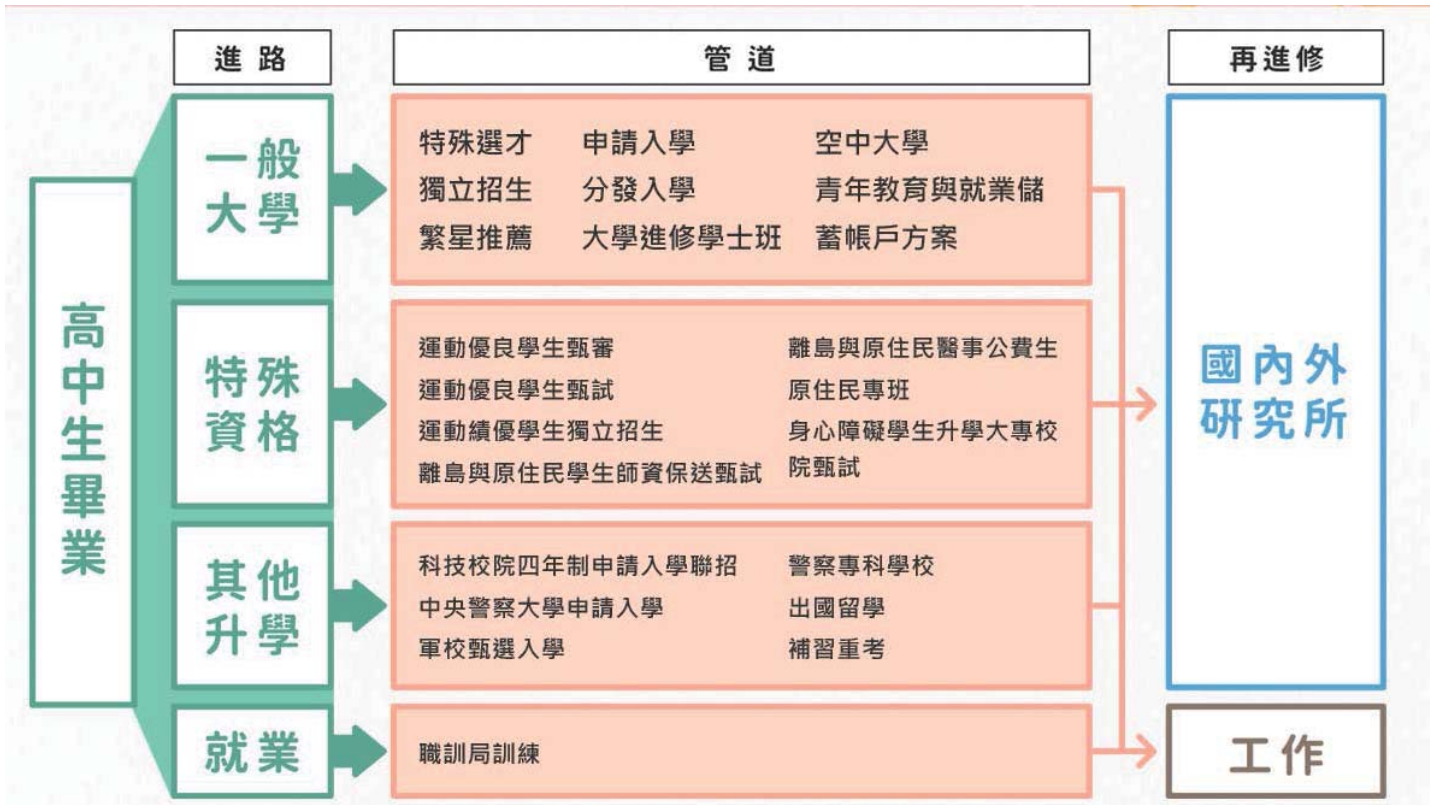 進路
管道
再進修
高中生畢業
一般
大學
特殊選才
獨立招生
繁星推薦
申請入學
分發入學
大學進修學士班
空中大學
青年教育與就業儲
蓄帳戶方案
特殊
資格
運動優良學生甄審
運動優良學生甄試
運動績優學生獨立招生
離島與原住民學生師資保送甄試
離島與原住民醫事公費生
原住民專班
身心障礙學生升學大專校
院甄試
其他
升學
科技校院四年制申請入學聯招
中央警察大學申請入學
軍校甄選入學
警察專科學校
出國留學
補習重考
就業
職訓局訓練
國內外
研究所
工作